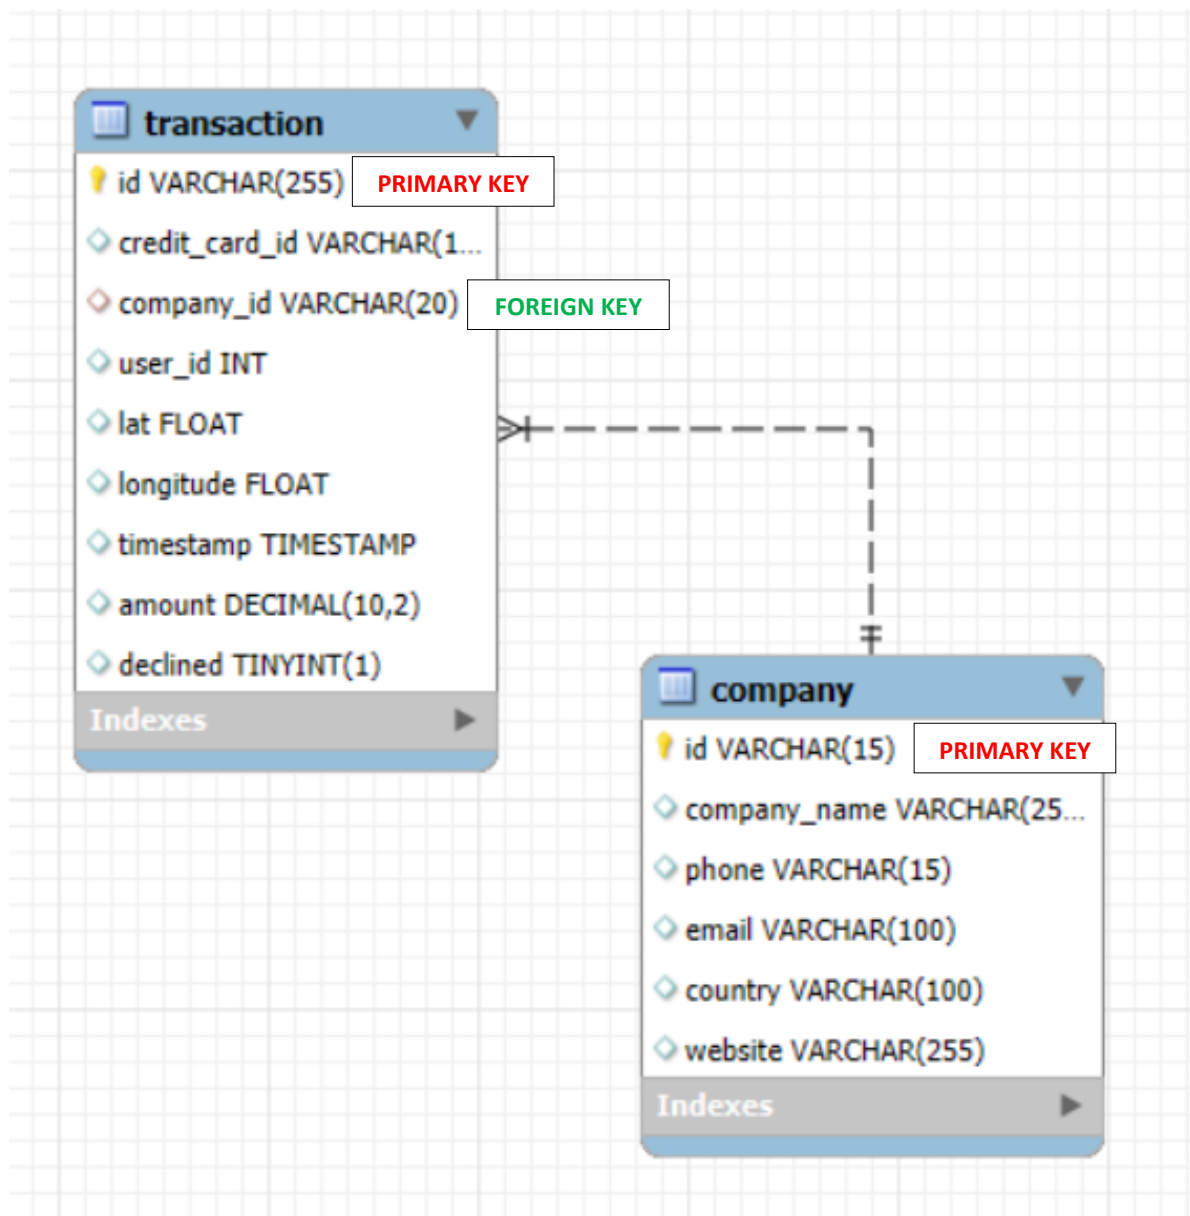 transaction
id VARCHAR(255) PRIMARY KEY
credit_card_id VARCHAR(1...
company_id VARCHAR(20) FOREIGN KEY
user_id INT
lat FLOAT
longitude FLOAT
timestamp TIMESTAMP
amount DECIMAL(10,2)
declined TINYINT(1)
Indexes
company
id VARCHAR(15) PRIMARY KEY
company_name VARCHAR(25...
phone VARCHAR(15)
email VARCHAR(100)
country VARCHAR(100)
website VARCHAR(255)
Indexes